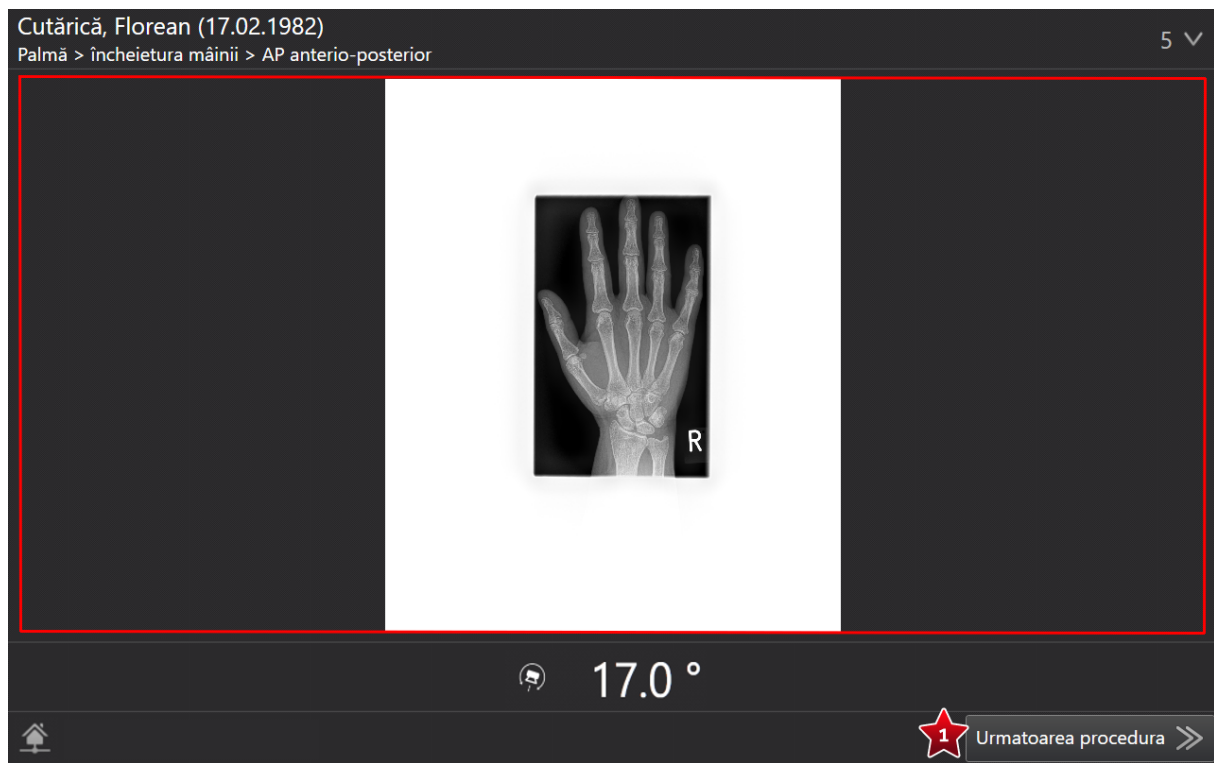 Cutărică, Florean (17.02.1982)
Palmă > încheietura mâinii > AP anterio-posterior
5
R
17.0 °
1
Urmatoarea procedura